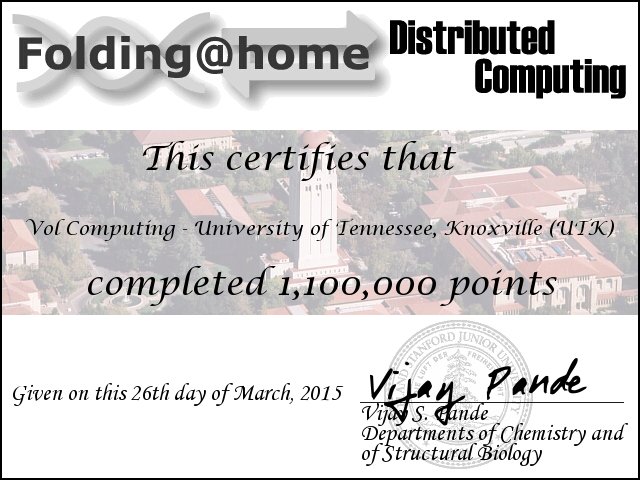 Folding@home
Distributed
Computing
This certifies that
Vol Computing - University of Tennessee, Knoxville (UTK)
completed 1,100,000 points
Given on this 26th day of March, 2015
Vijay Pande
Vijay S. Pande
Departments of Chemistry and
of Structural Biology